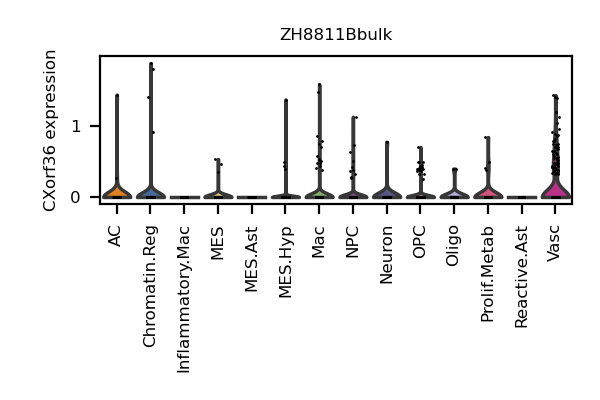 ZH8811Bbulk
CXorf36 expression
1
0
AC
Chromatin.Reg
Inflammatory.Mac
MES
MES.Ast
MES.Hyp
Mac
NPC
Neuron
OPC
Oligo
Prolif.Metab
Reactive.Ast
Vasc